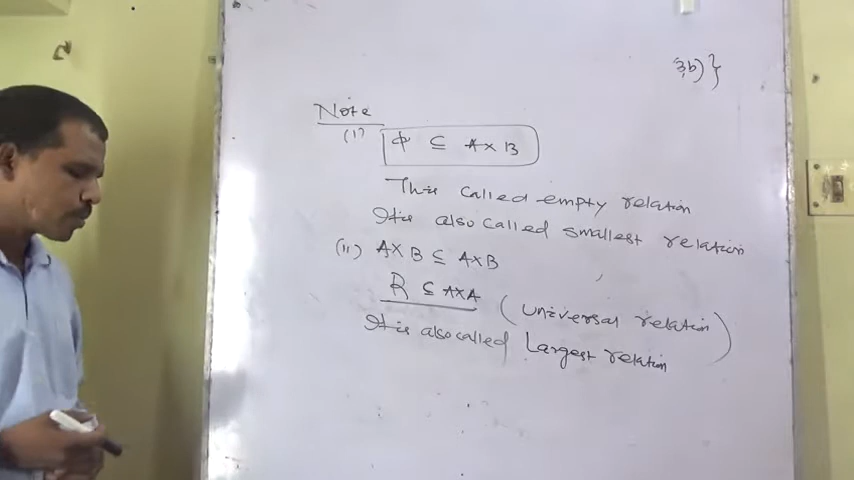 3b)}
Note
(i) ϕ ⊆ A×B
This called empty relation
It is also called smallest relation
(ii) A×B ⊆ A×B
R ⊆ A×A (universal relation)
It is also called Largest relation